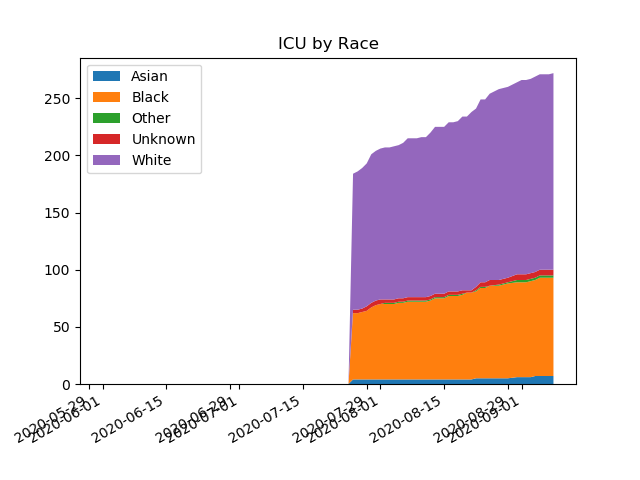 ICU by Race
Asian
Black
Other
Unknown
White
250
200
150
100
50
0
2020-05-29
2020-06-01
2020-06-15
2020-06-29
2020-07-01
2020-07-15
2020-07-29
2020-08-01
2020-08-15
2020-08-29
2020-09-01